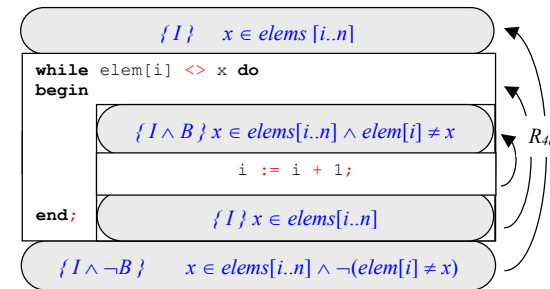 { I } x ∈ elems [i..n]
while elem[i] <> x do
begin
{ I ∧ B } x ∈ elems[i..n] ∧ elem[i] ≠ x
i := i + 1;
end;
{ I } x ∈ elems[i..n]
{ I ∧ ¬B } x ∈ elems[i..n] ∧ ¬(elem[i] ≠ x)